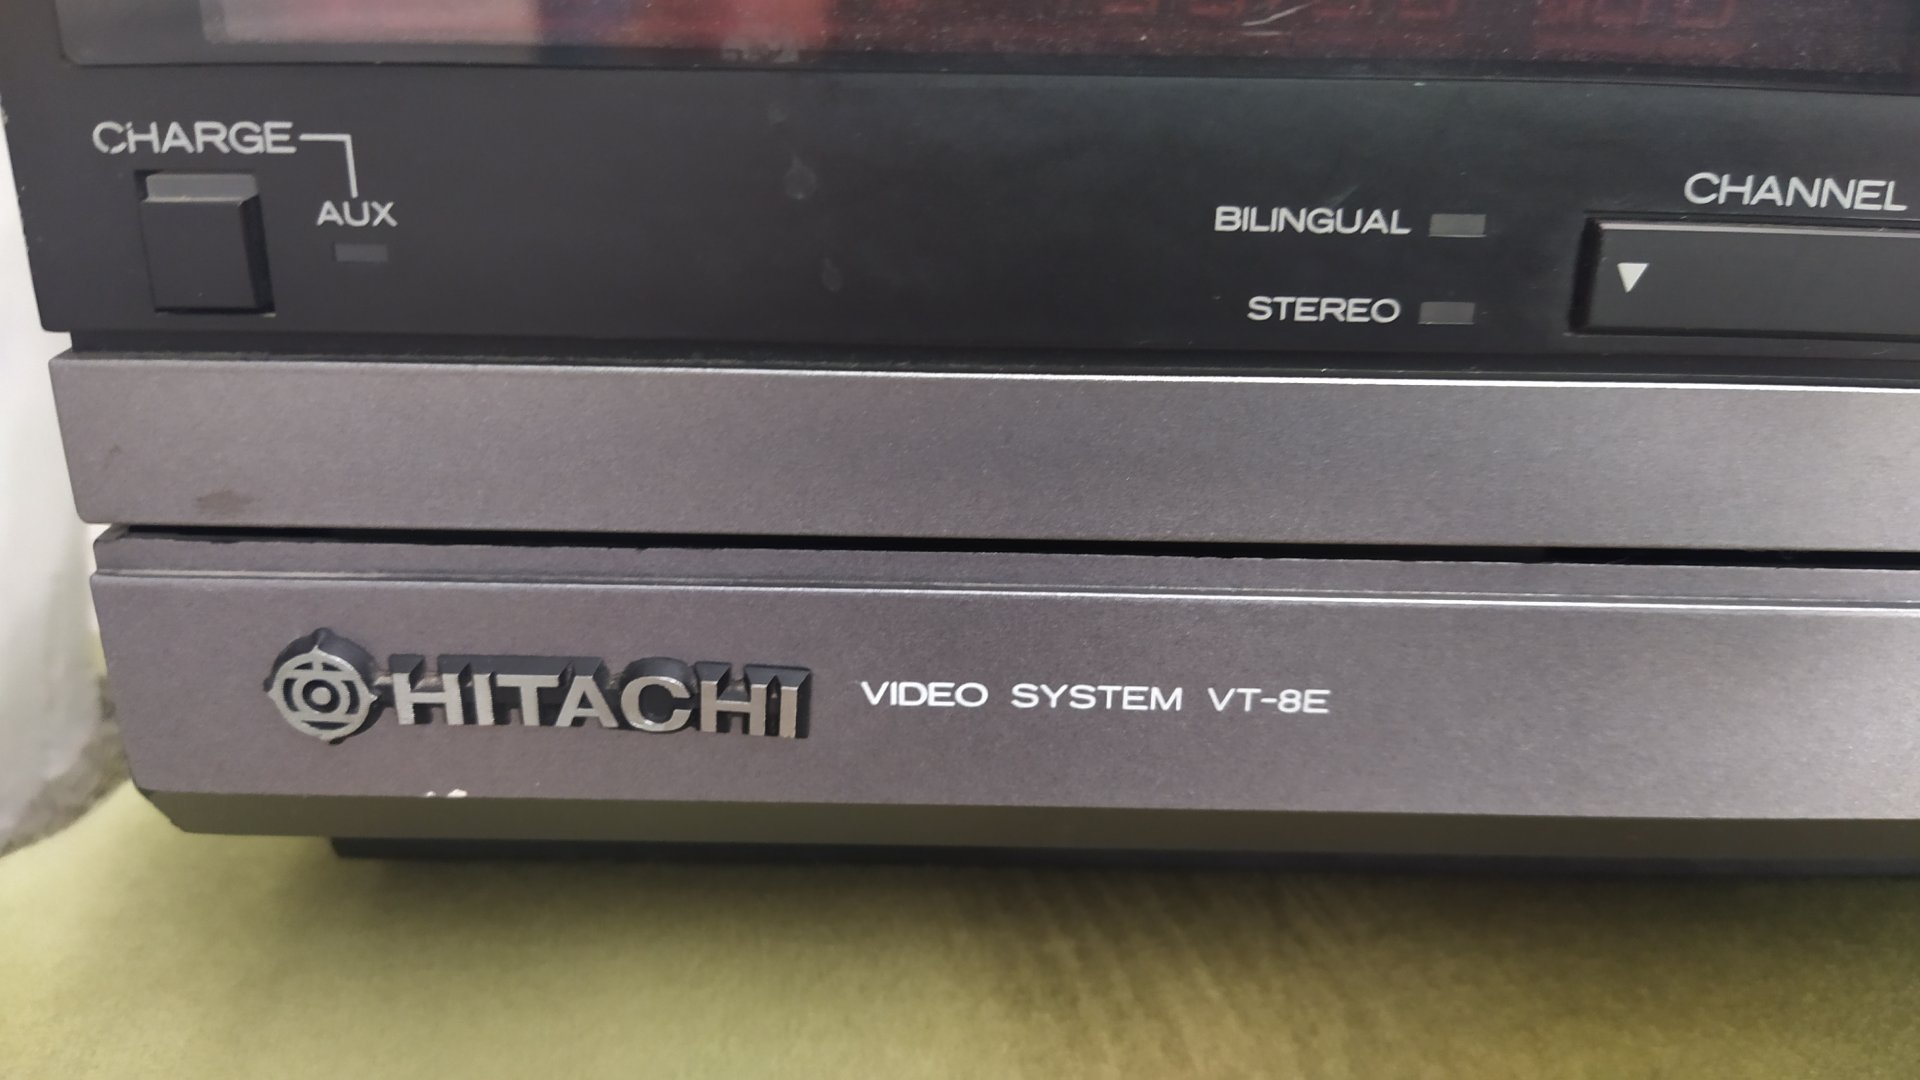 CHARGE
AUX
CHANNEL
BILINGUAL
STEREO
HITACHI VIDEO SYSTEM VT-8E